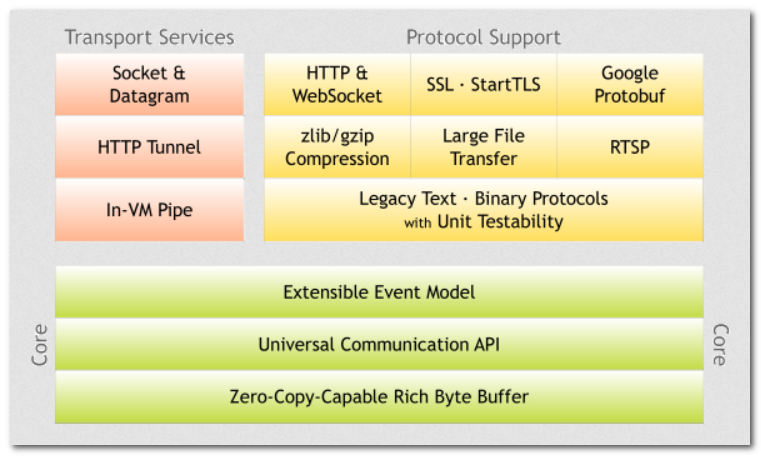 Transport Services
Socket &
Datagram
HTTP Tunnel
In-VM Pipe
Protocol Support
HTTP &
WebSocket
SSL · StartTLS
Google
Protobuf
zlib/gzip
Compression
Large File
Transfer
RTSP
Legacy Text · Binary Protocols
with Unit Testability
Core
Extensible Event Model
Universal Communication API
Zero-Copy-Capable Rich Byte Buffer
Core